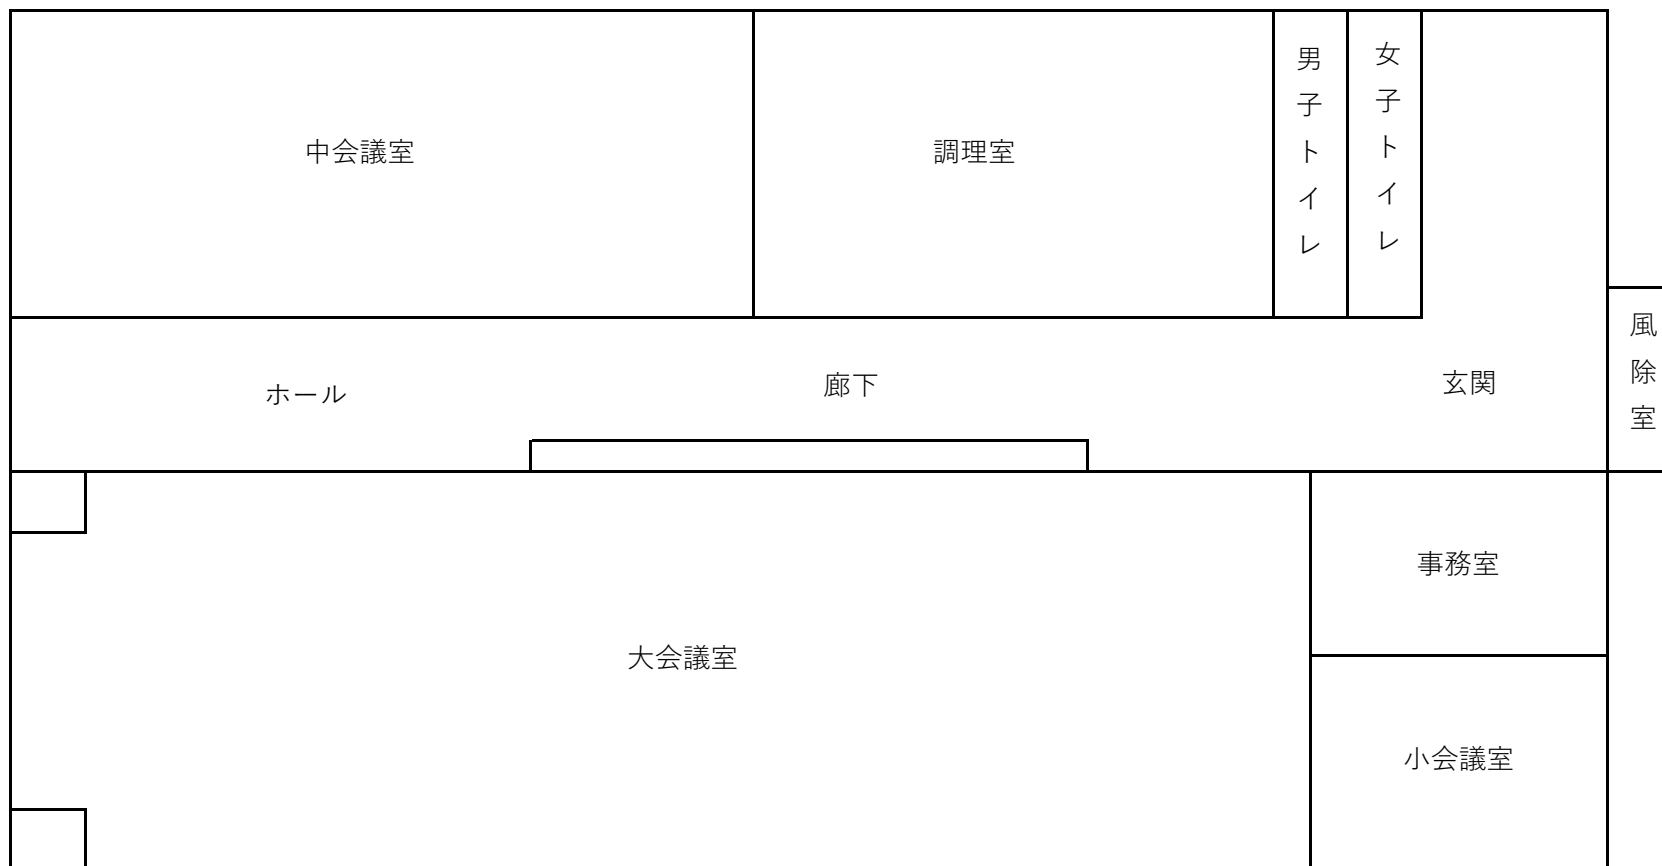 中会議室
調理室
男子トイレ
女子トイレ
風除室
ホール
廊下
玄関
事務室
大会議室
小会議室